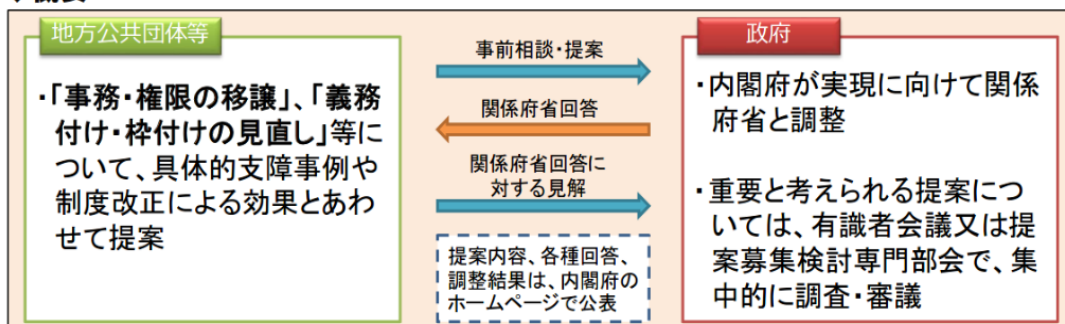 地方公共団体等
・「事務・権限の移譲」、「義務
付け・枠付けの見直し」等に
ついて、具体的支障事例や
制度改正による効果とあわ
せて提案
事前相談・提案
関係府省回答
関係府省回答に
対する見解
提案内容、各種回答、
調整結果は、内閣府の
ホームページで公表
政府
・内閣府が実現に向けて関係
府省と調整
・重要と考えられる提案につ
いては、有識者会議又は提
案募集検討専門部会で、集
中的に調査・審議